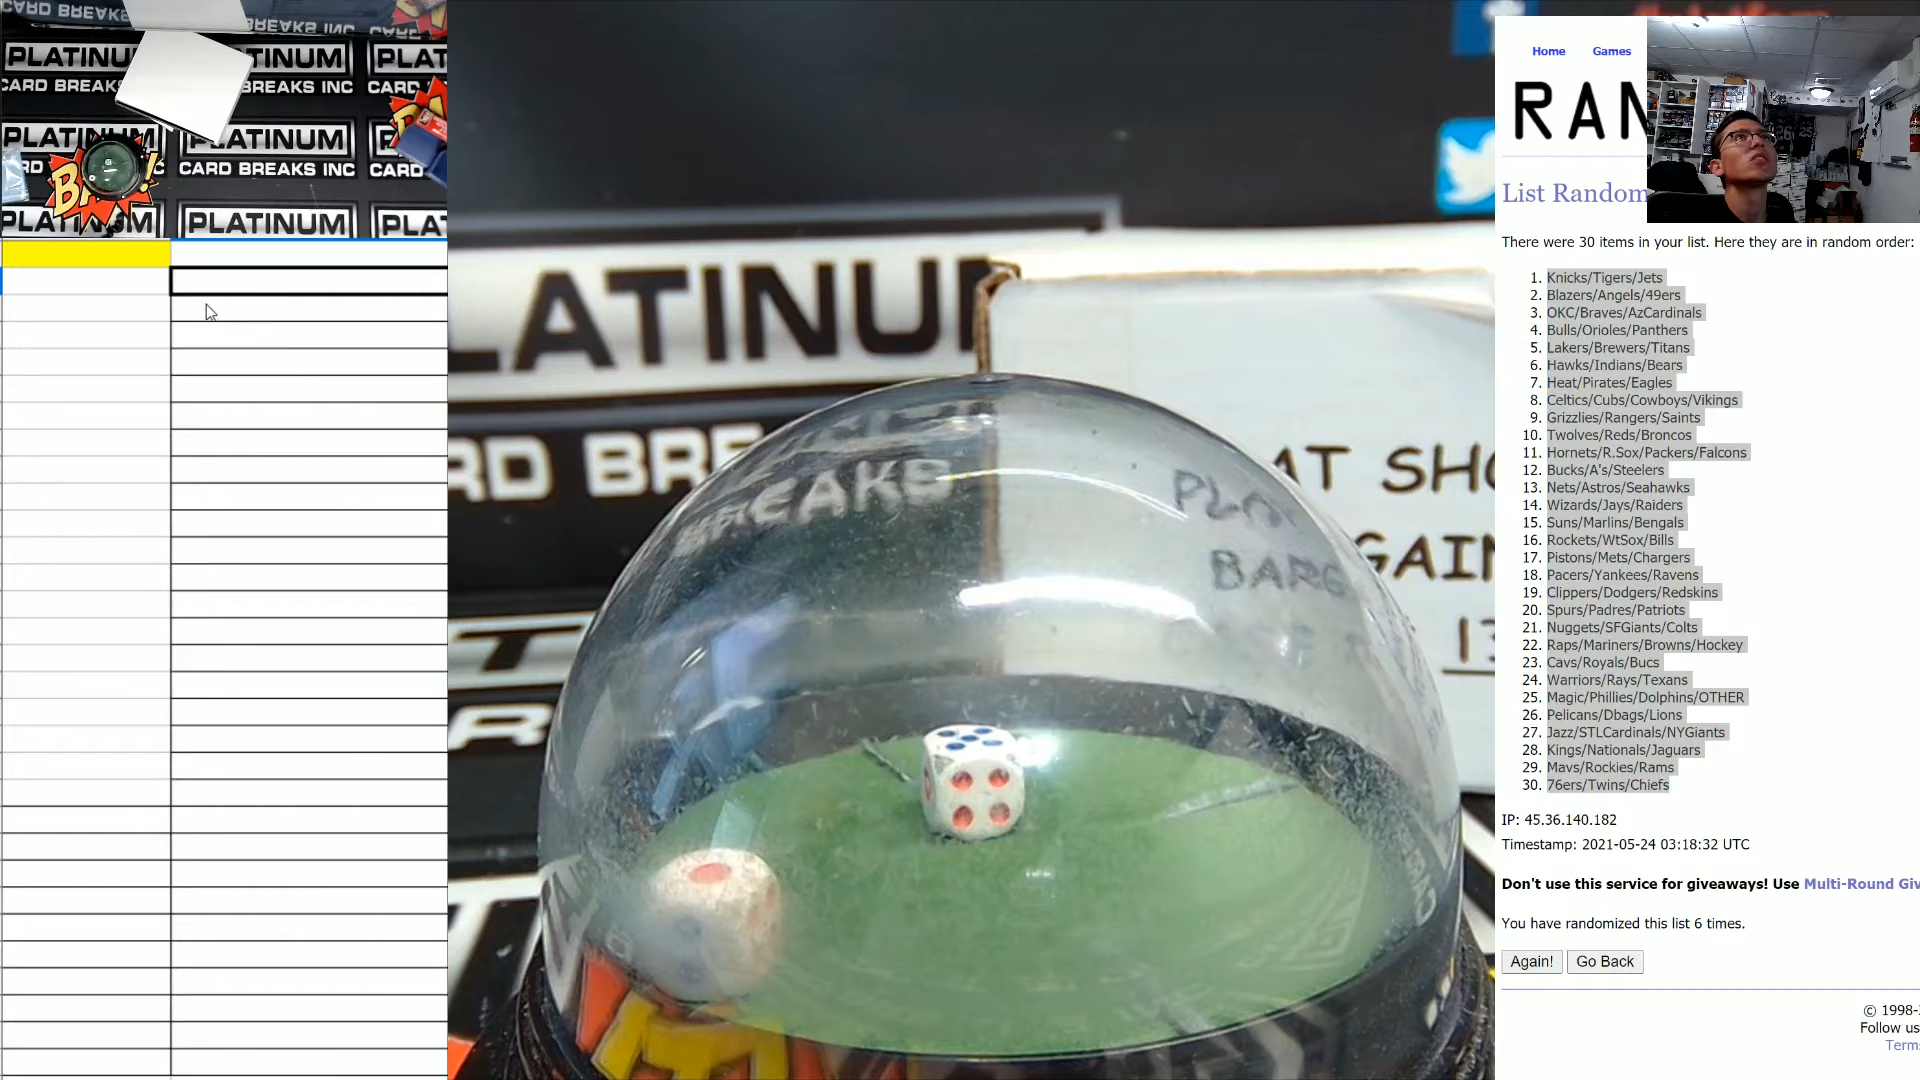 CARD BREAKS
BREAKS INC
PLATINUM
CARD BREAKS
BREAKS INC
CARD
PLATINUM
PLATINUM
CARD BREAKS INC
CARD
PLATINUM
PLATINUM
CARD BRE
BREAKS
AT SHO
BARG
GAIN
Home
Games
RAN
List Random
There were 30 items in your list. Here they are in random order:
1. Knicks/Tigers/Jets
2. Blazers/Angels/49ers
3. OKC/Braves/AzCardinals
4. Bulls/Orioles/Panthers
5. Lakers/Brewers/Titans
6. Hawks/Indians/Bears
7. Heat/Pirates/Eagles
8. Celtics/Cubs/Cowboys/Vikings
9. Grizzlies/Rangers/Saints
10. Twolves/Reds/Broncos
11. Hornets/R.Sox/Packers/Falcons
12. Bucks/A's/Steelers
13. Nets/Astros/Seahawks
14. Wizards/Jays/Raiders
15. Suns/Marlins/Bengals
16. Rockets/WtSox/Bills
17. Pistons/Mets/Chargers
18. Pacers/Yankees/Ravens
19. Clippers/Dodgers/Redskins
20. Spurs/Padres/Patriots
21. Nuggets/SFGiants/Colts
22. Raps/Mariners/Browns/Hockey
23. Cavs/Royals/Bucs
24. Warriors/Rays/Texans
25. Magic/Phillies/Dolphins/OTHER
26. Pelicans/Dbags/Lions
27. Jazz/STLCardinals/NYGiants
28. Kings/Nationals/Jaguars
29. Mavs/Rockies/Rams
30. 76ers/Twins/Chiefs
IP: 45.36.140.182
Timestamp: 2021-05-24 03:18:32 UTC
Don't use this service for giveaways! Use Multi-Round Giv
You have randomized this list 6 times.
Again!
Go Back
© 1998-2
Follow us
Terms